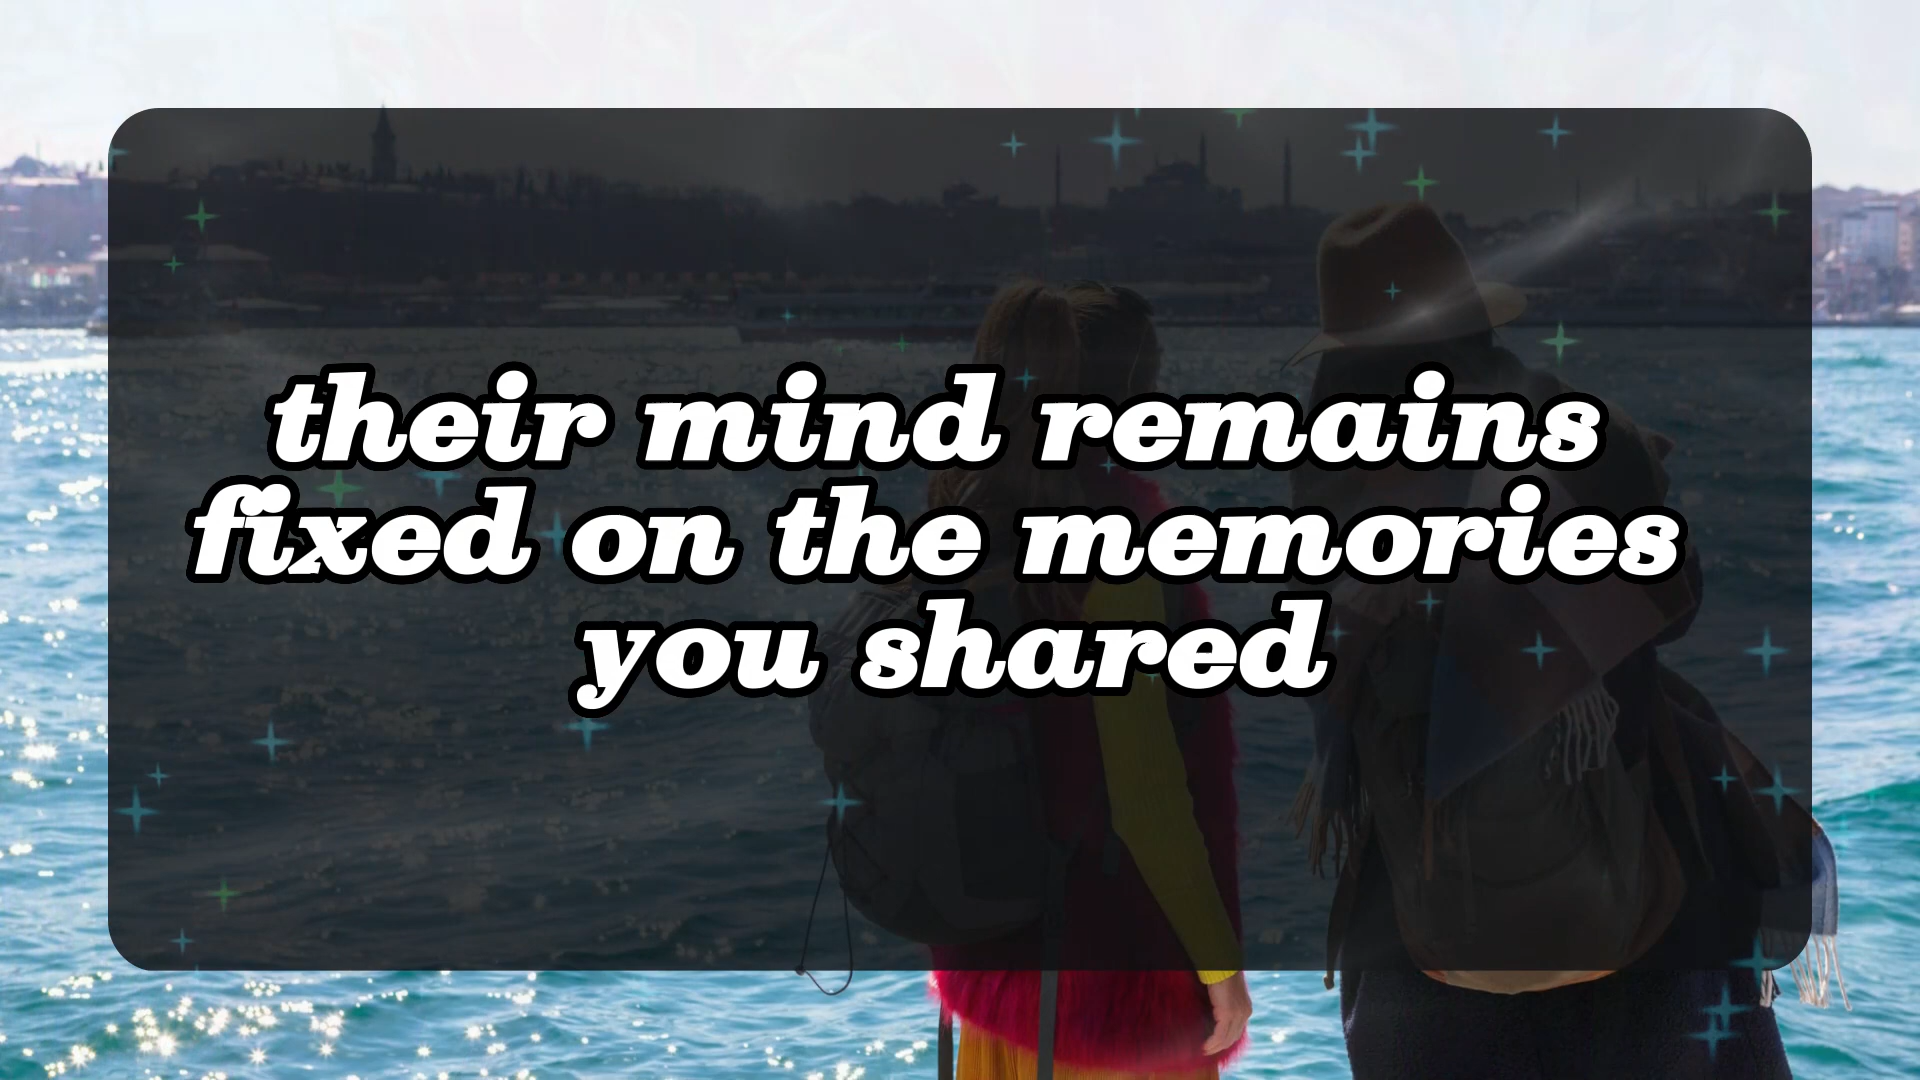 their mind remains
fixed on the memories
you shared